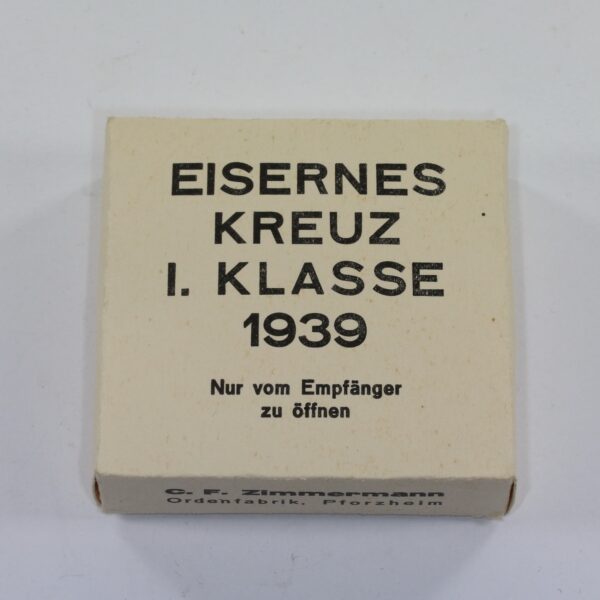 EISERNES
KREUZ
I. KLASSE
1939
Nur vom Empfänger
zu öffnen
C. F. Zimmermann
Ordenfabrik, Pforzheim